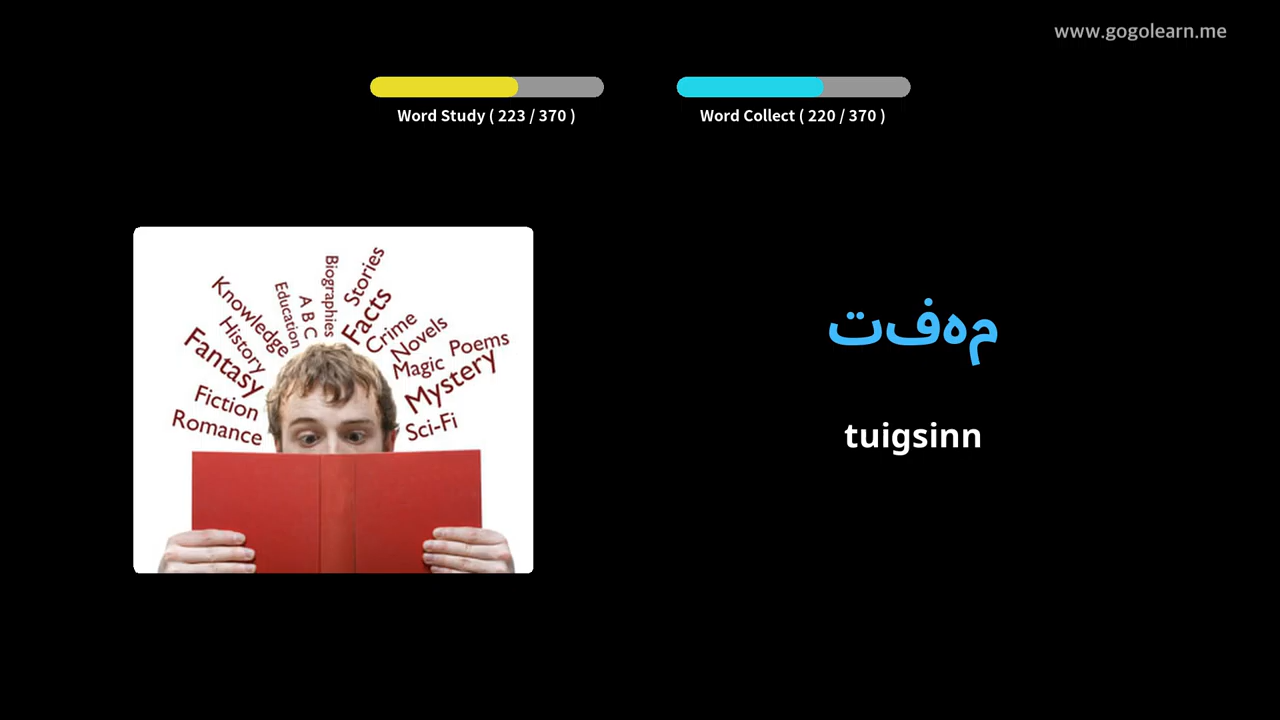 www.gogolearn.me
Word Study ( 223 / 370 )
Word Collect ( 220 / 370 )
Biographies
Stories
Education
A B C
Facts
Knowledge
History
Crime
Novels
Poems
Fantasy
Magic
Mystery
Fiction
Romance
Sci-Fi
مهفت
tuigsinn